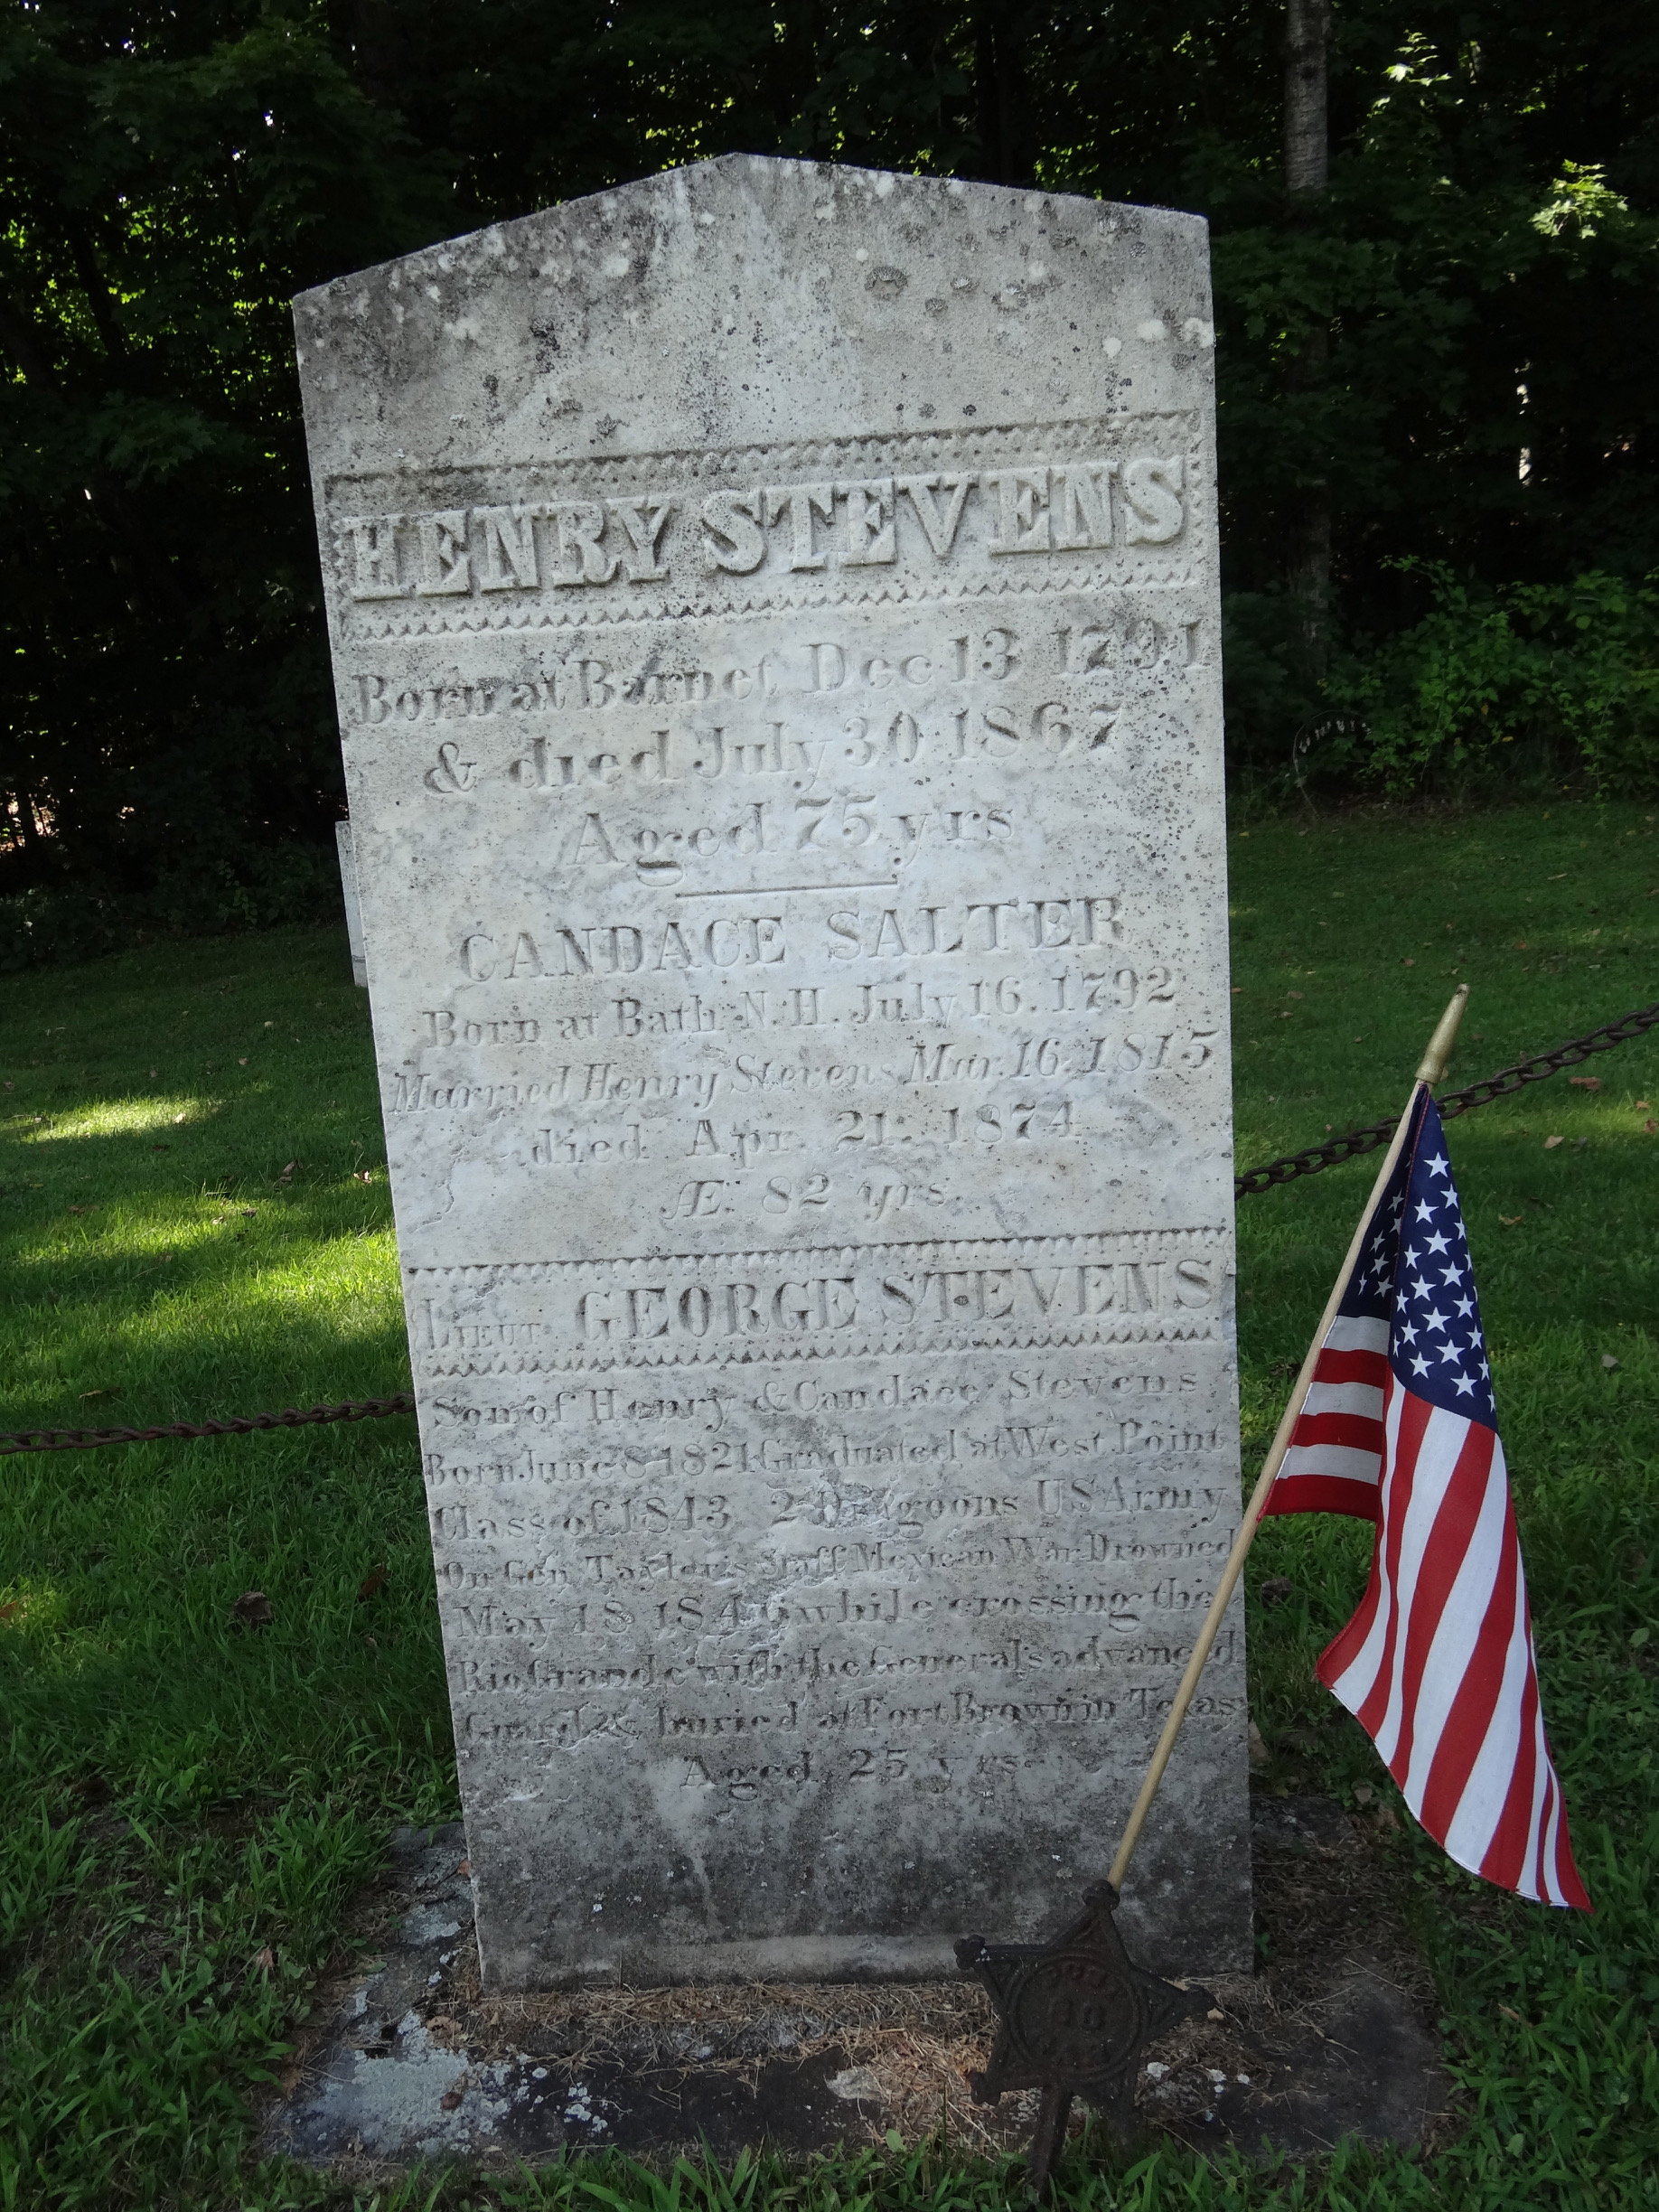 HENRY STEVENS
Born at Barnet Dec 13 1791
& died July 30 1867
Aged 75 yrs
CANDACE SALTER
Born at Bath N.H. July 16. 1792
Married Henry Stevens Mar. 16. 1815
died Apr. 21. 1874
Æ. 82 yrs.
LIEUT. GEORGE STEVENS
Son of Henry & Candace Stevens
Born June 8 1821 Graduated at West Point
Class of 1843 2 Dragoons US Army
On Gen Taylor's Staff Mexican War Drowned
May 18 1846 while crossing the
Rio Grande with the General's advanced
Guard & buried at Fort Brown in Texas
Aged 25 yrs